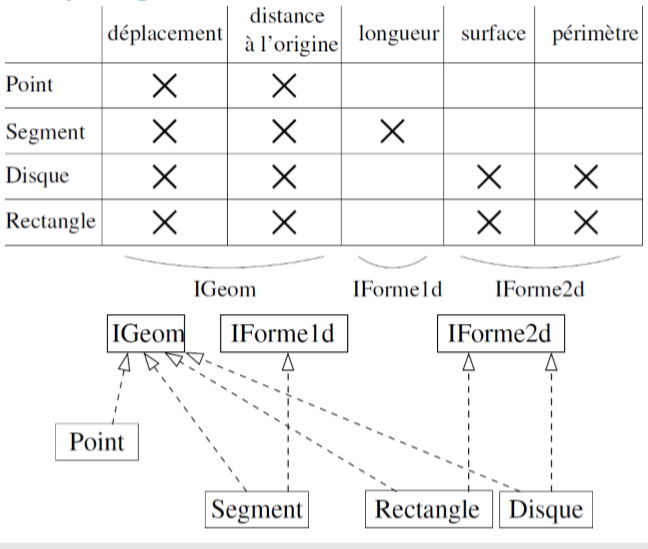 déplacement distance à l'origine longueur surface périmètre
Point
Segment
Disque
Rectangle
IGeom IForme1d IForme2d
IGeom IForme1d IForme2d
Point
Segment Rectangle Disque